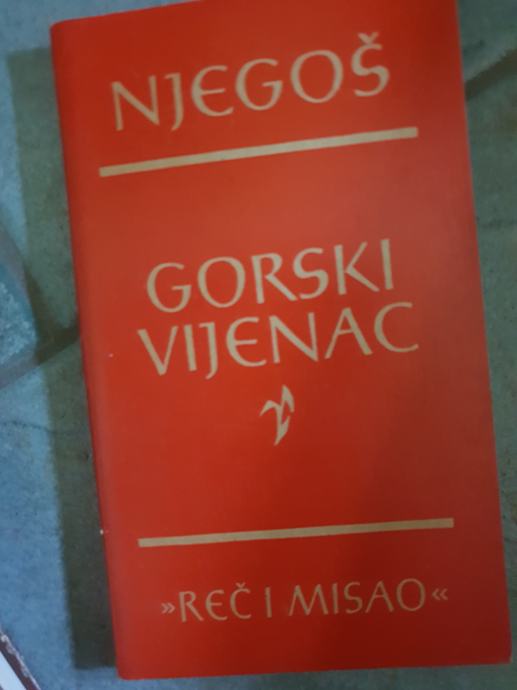 NJEGOŠ
GORSKI
VIJENAC
»REČ I MISAO«